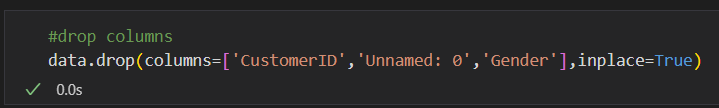 #drop columns
data.drop(columns=['CustomerID','Unnamed: 0','Gender'],inplace=True)
0.0s